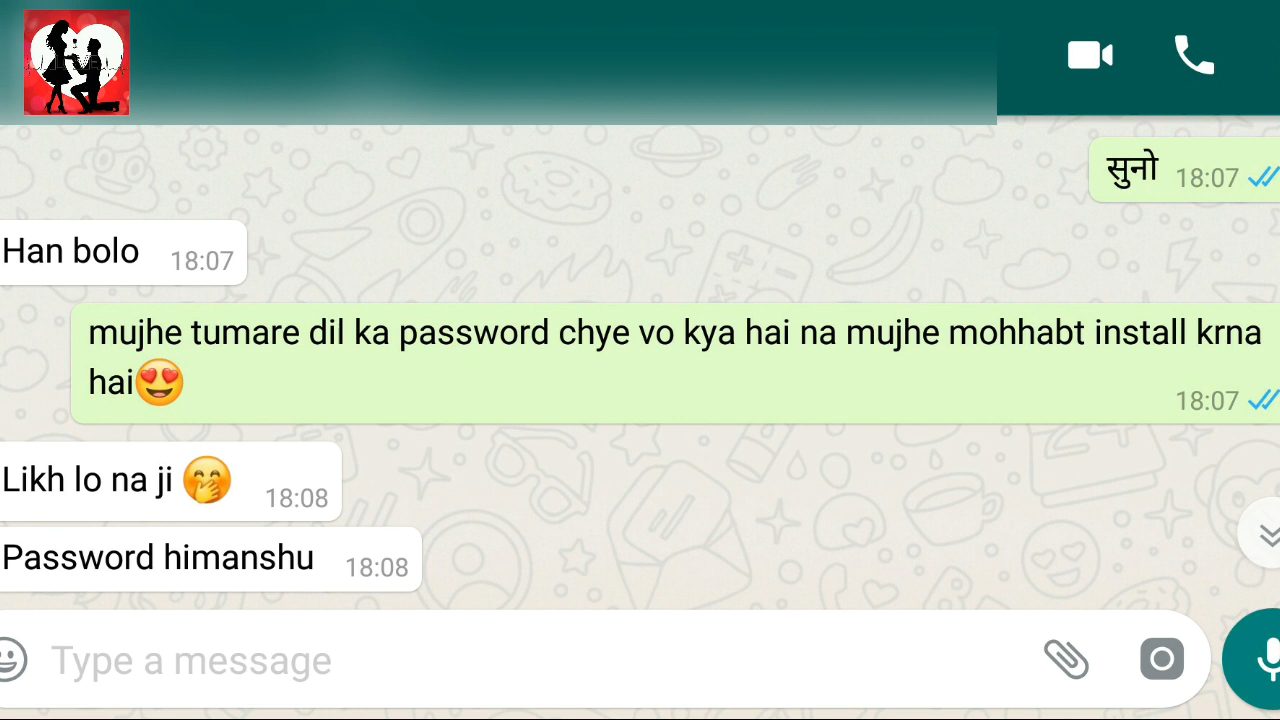 सुनो 18:07
Han bolo 18:07
mujhe tumare dil ka password chye vo kya hai na mujhe mohhabt install krna
hai😍
18:07
Likh lo na ji 🤭 18:08
Password himanshu 18:08
Type a message